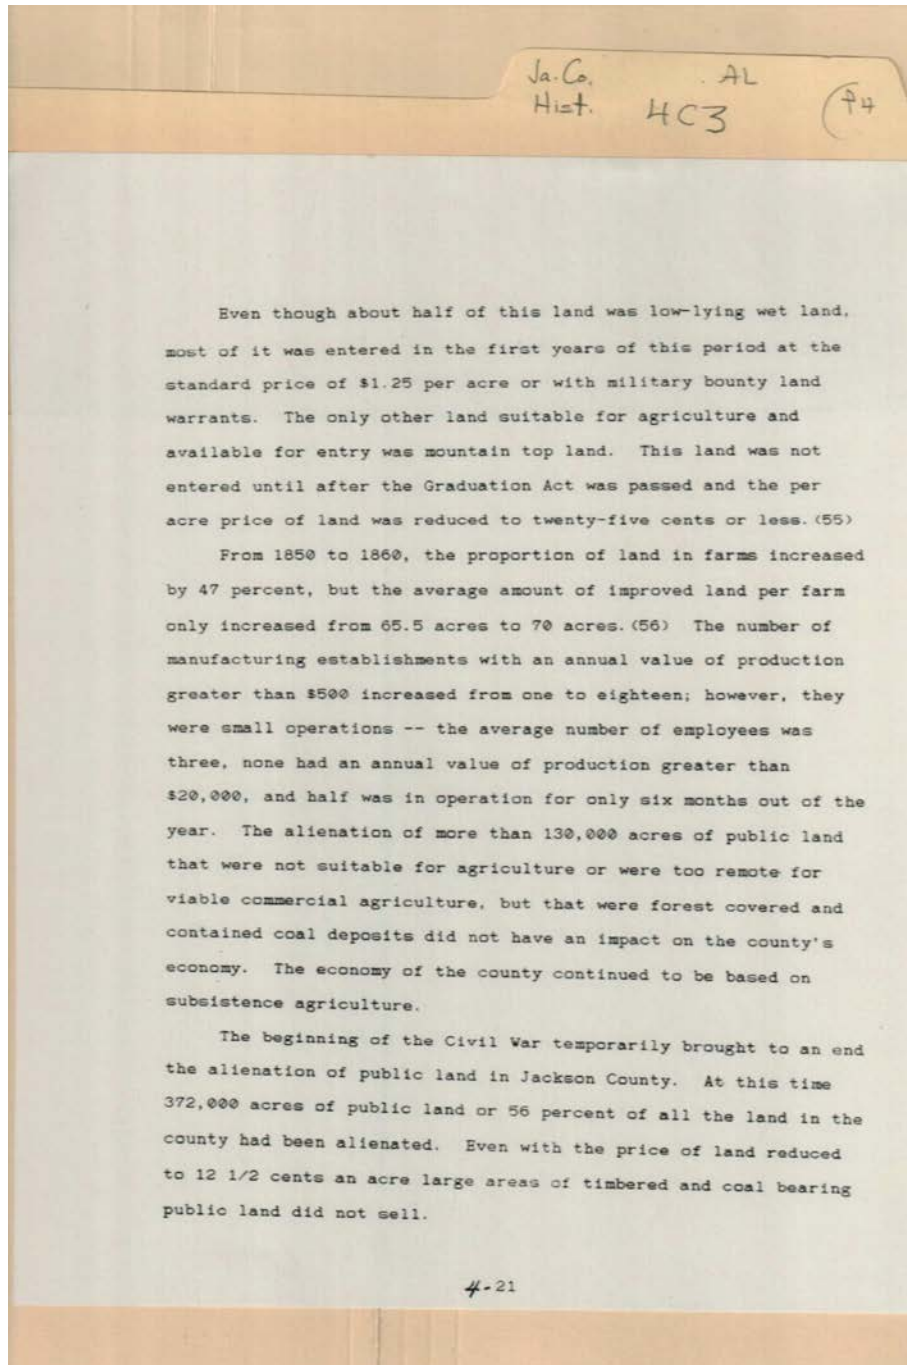 Ja. Co. AL
Hist. 4C3 P4
Even though about half of this land was low-lying wet land,
most of it was entered in the first years of this period at the
standard price of $1.25 per acre or with military bounty land
warrants. The only other land suitable for agriculture and
available for entry was mountain top land. This land was not
entered until after the Graduation Act was passed and the per
acre price of land was reduced to twenty-five cents or less.(55)
From 1850 to 1860, the proportion of land in farms increased
by 47 percent, but the average amount of improved land per farm
only increased from 65.5 acres to 70 acres.(56) The number of
manufacturing establishments with an annual value of production
greater than $500 increased from one to eighteen; however, they
were small operations -- the average number of employees was
three, none had an annual value of production greater than
$20,000, and half was in operation for only six months out of the
year. The alienation of more than 130,000 acres of public land
that were not suitable for agriculture or were too remote for
viable commercial agriculture, but that were forest covered and
contained coal deposits did not have an impact on the county's
economy. The economy of the county continued to be based on
subsistence agriculture.
The beginning of the Civil War temporarily brought to an end
the alienation of public land in Jackson County. At this time
372,000 acres of public land or 56 percent of all the land in the
county had been alienated. Even with the price of land reduced
to 12 1/2 cents an acre large areas of timbered and coal bearing
public land did not sell.
4-21